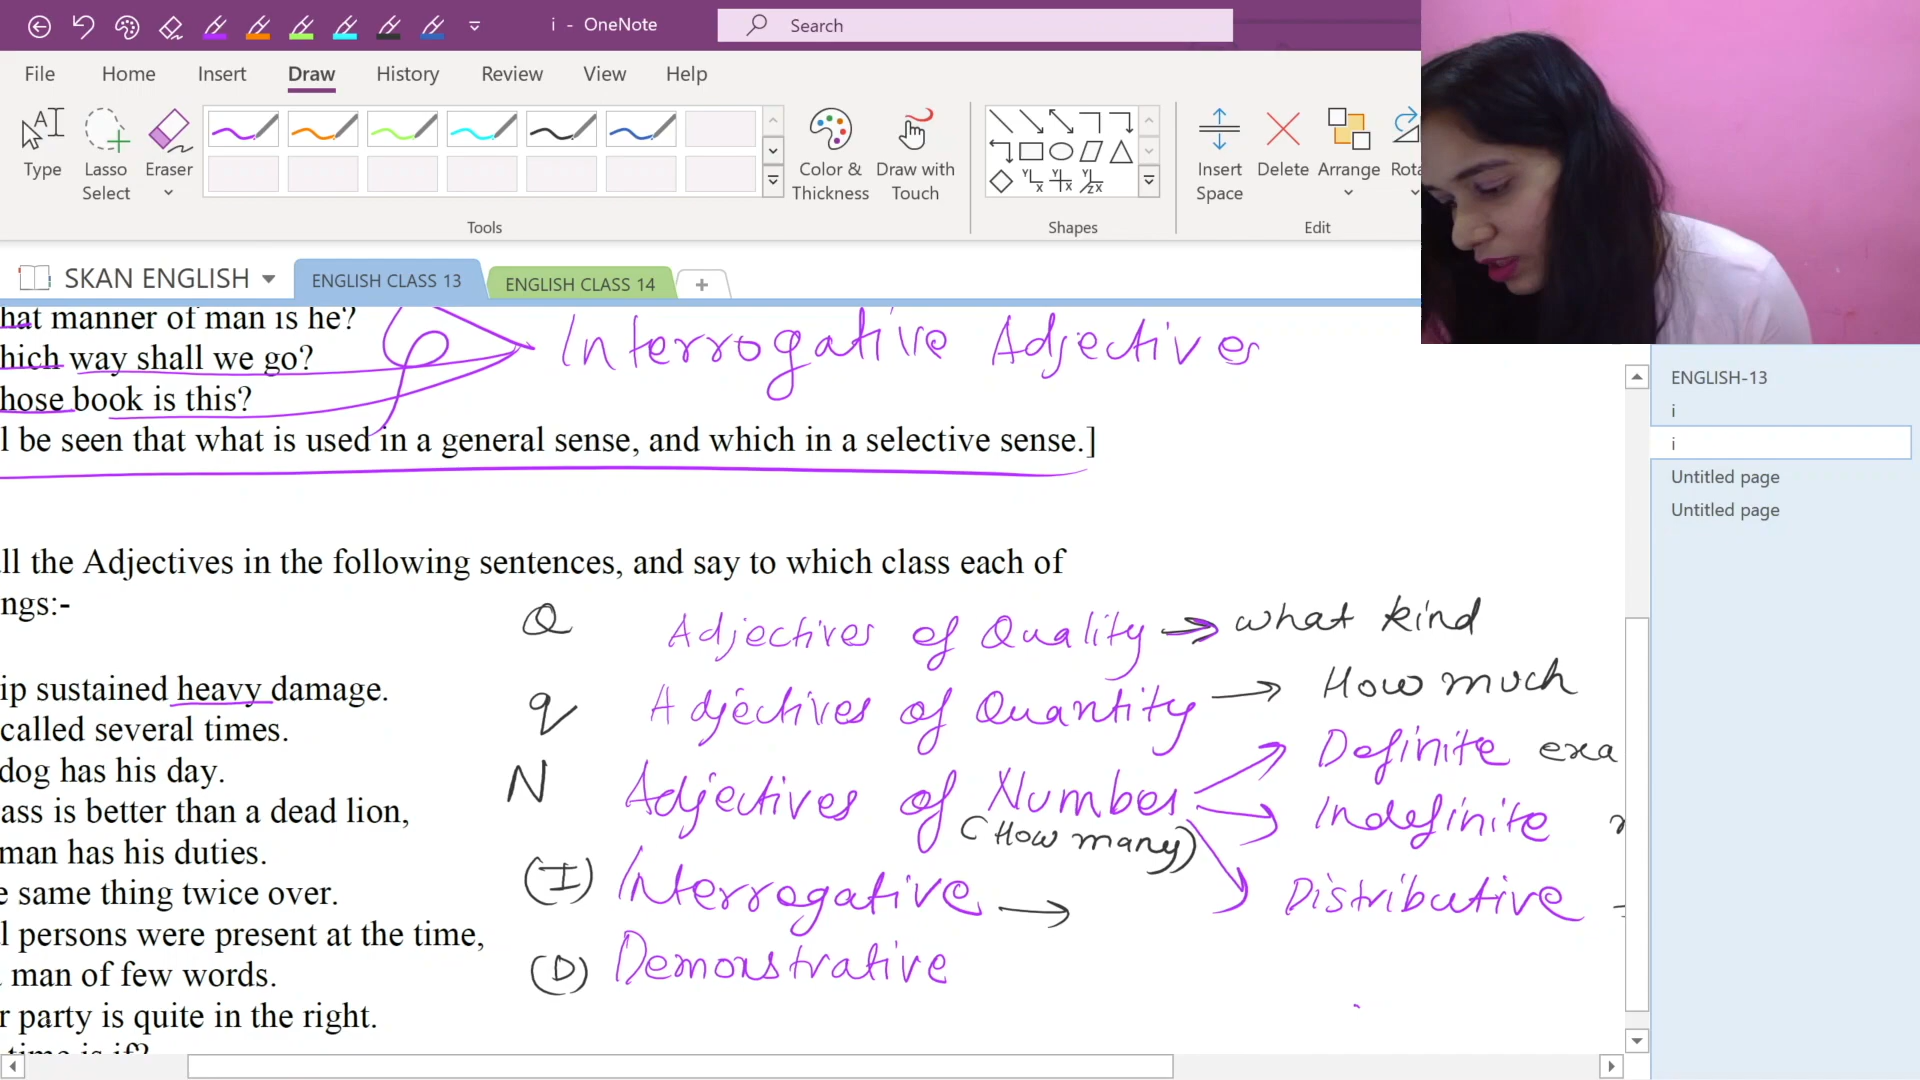 i - OneNote
Search
File Home Insert Draw History Review View Help
Type
Lasso Select
Eraser
Color & Thickness
Draw with Touch
Insert Space
Delete
Arrange
Rota
Tools
Shapes
Edit
SKAN ENGLISH
ENGLISH CLASS 13
ENGLISH CLASS 14
hat manner of man is he?
hich way shall we go?
hose book is this?
Interrogative Adjectives
l be seen that what is used in a general sense, and which in a selective sense.]
ll the Adjectives in the following sentences, and say to which class each of
ngs:-
ip sustained heavy damage.
called several times.
dog has his day.
ass is better than a dead lion,
man has his duties.
e same thing twice over.
l persons were present at the time,
man of few words.
r party is quite in the right.
time is if?
Q Adjectives of Quality → what kind
q Adjectives of Quantity → How much
N Adjectives of Number
(How many)
Definite exa
Indefinite
Distributive
(I) Interrogative →
(D) Demonstrative
ENGLISH-13
i
i
Untitled page
Untitled page